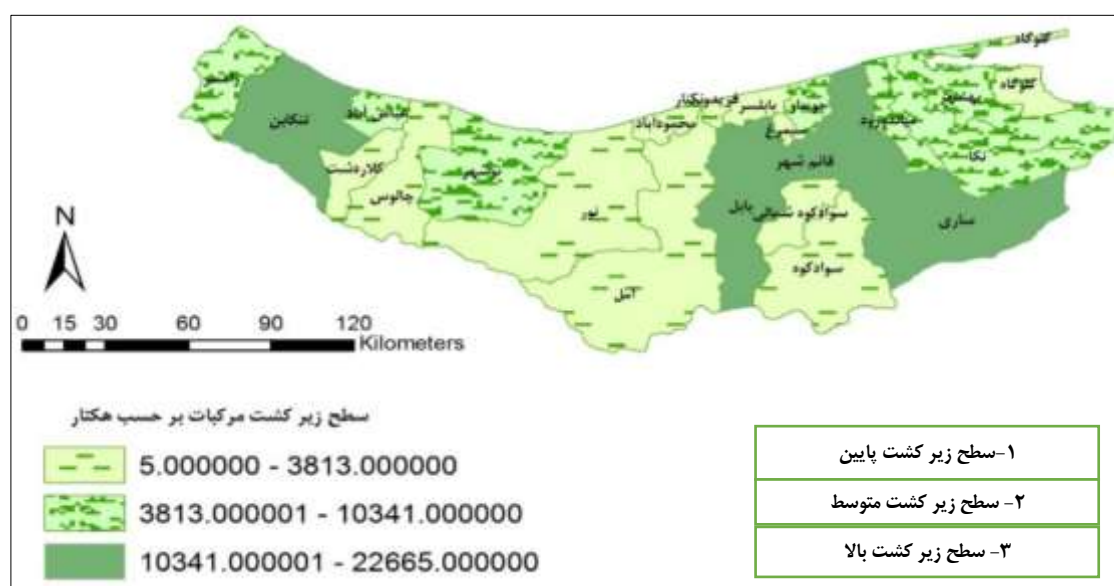 گلوگاه
رامسر
تنکابن
عباس آباد
کلاردشت
چالوس
نوشهر
نور
آمل
محمودآباد
فریدونکنار
بابلسر
سیمرغ
جویبار
قائم شهر
بابل
سوادکوه شمالی
سوادکوه
میاندورود
بهشهر
گلوگاه
نکا
ساری
N
0 15 30 60 90 120
Kilometers
سطح زیر کشت مرکبات بر حسب هکتار
5.000000 - 3813.000000
3813.000001 - 10341.000000
10341.000001 - 22665.000000
۱-سطح زیر کشت پایین
۲- سطح زیر کشت متوسط
۳- سطح زیر کشت بالا